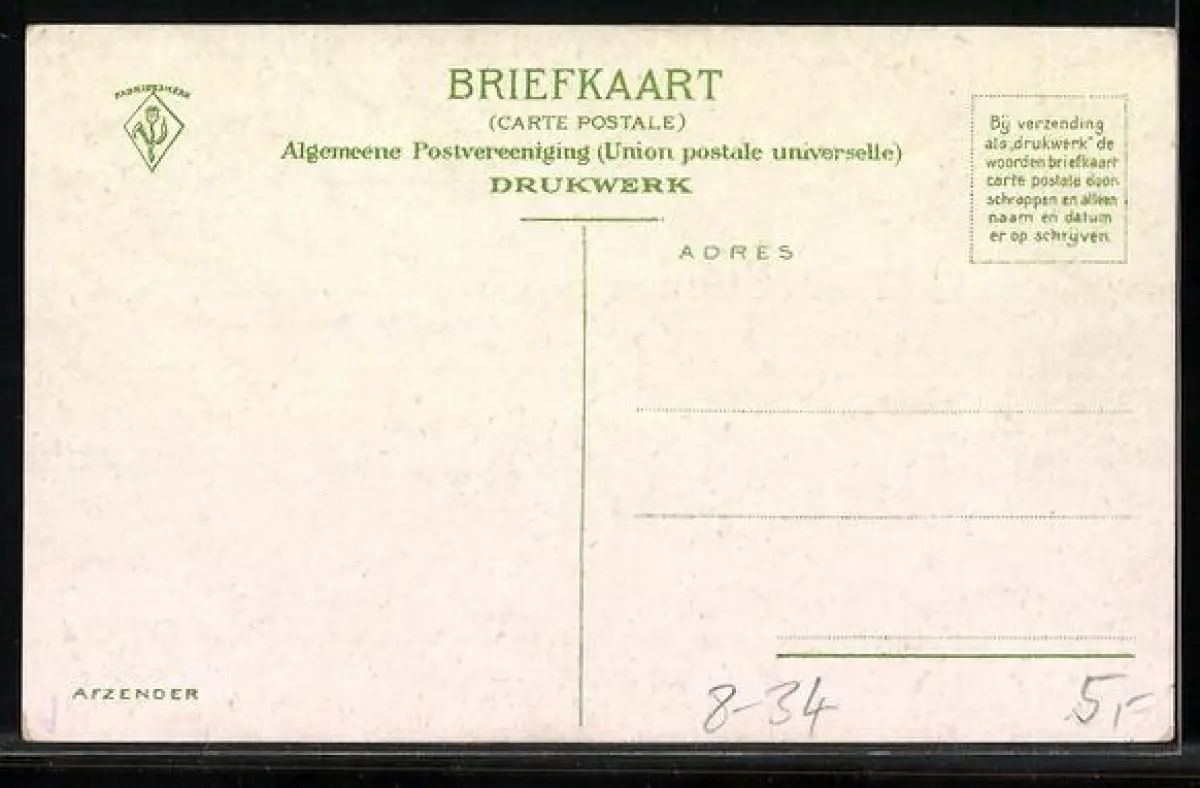 FABRIEKSMERK
BRIEFKAART
(CARTE POSTALE)
Algemeene Postvereeniging (Union postale universelle)
DRUKWERK
Bij verzending
als „drukwerk" de
woorden briefkaart
carte postale door-
schrappen en alleen
naam en datum
er op schrijven.
ADRES
AFZENDER
8-34
5,-